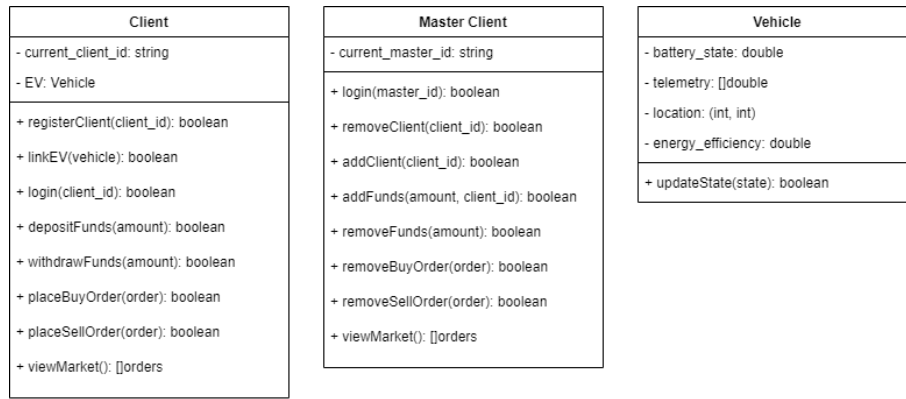 Client
- current_client_id: string
- EV: Vehicle
+ registerClient(client_id): boolean
+ linkEV(vehicle): boolean
+ login(client_id): boolean
+ depositFunds(amount): boolean
+ withdrawFunds(amount): boolean
+ placeBuyOrder(order): boolean
+ placeSellOrder(order): boolean
+ viewMarket(): []orders
Master Client
- current_master_id: string
+ login(master_id): boolean
+ removeClient(client_id): boolean
+ addClient(client_id): boolean
+ addFunds(amount, client_id): boolean
+ removeFunds(amount): boolean
+ removeBuyOrder(order): boolean
+ removeSellOrder(order): boolean
+ viewMarket(): []orders
Vehicle
- battery_state: double
- telemetry: []double
- location: (int, int)
- energy_efficiency: double
+ updateState(state): boolean